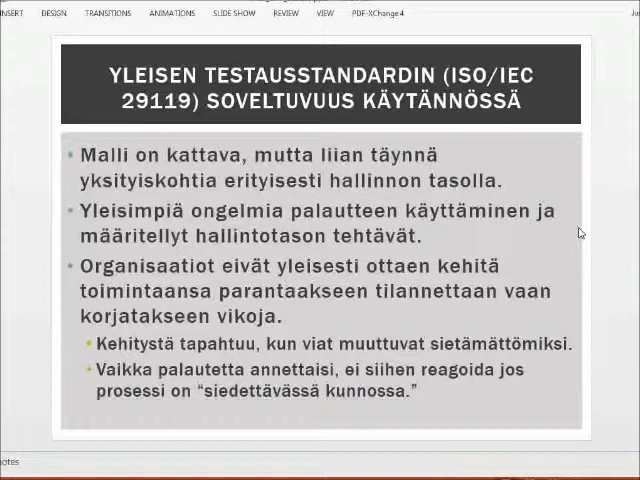 INSERT DESIGN TRANSITIONS ANIMATIONS SLIDE SHOW REVIEW VIEW PDF-XChange 4
YLEISEN TESTAUSSTANDARDIN (ISO/IEC
29119) SOVELTUVUUS KÄYTÄNNÖSSÄ
• Malli on kattava, mutta liian täynnä
yksityiskohtia erityisesti hallinnon tasolla.
• Yleisimpiä ongelmia palautteen käyttäminen ja
määritellyt hallintotason tehtävät.
• Organisaatiot eivät yleisesti ottaen kehitä
toimintaansa parantaakseen tilannettaan vaan
korjatakseen vikoja.
• Kehitystä tapahtuu, kun viat muuttuvat sietämättömiksi.
• Vaikka palautetta annettaisi, ei siihen reagoida jos
prosessi on “siedettävässä kunnossa.”